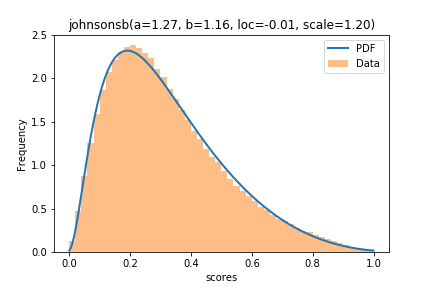 johnsonsb(a=1.27, b=1.16, loc=-0.01, scale=1.20)
2.5
2.0
1.5
1.0
0.5
0.0
Frequency
PDF
Data
0.0 0.2 0.4 0.6 0.8 1.0
scores